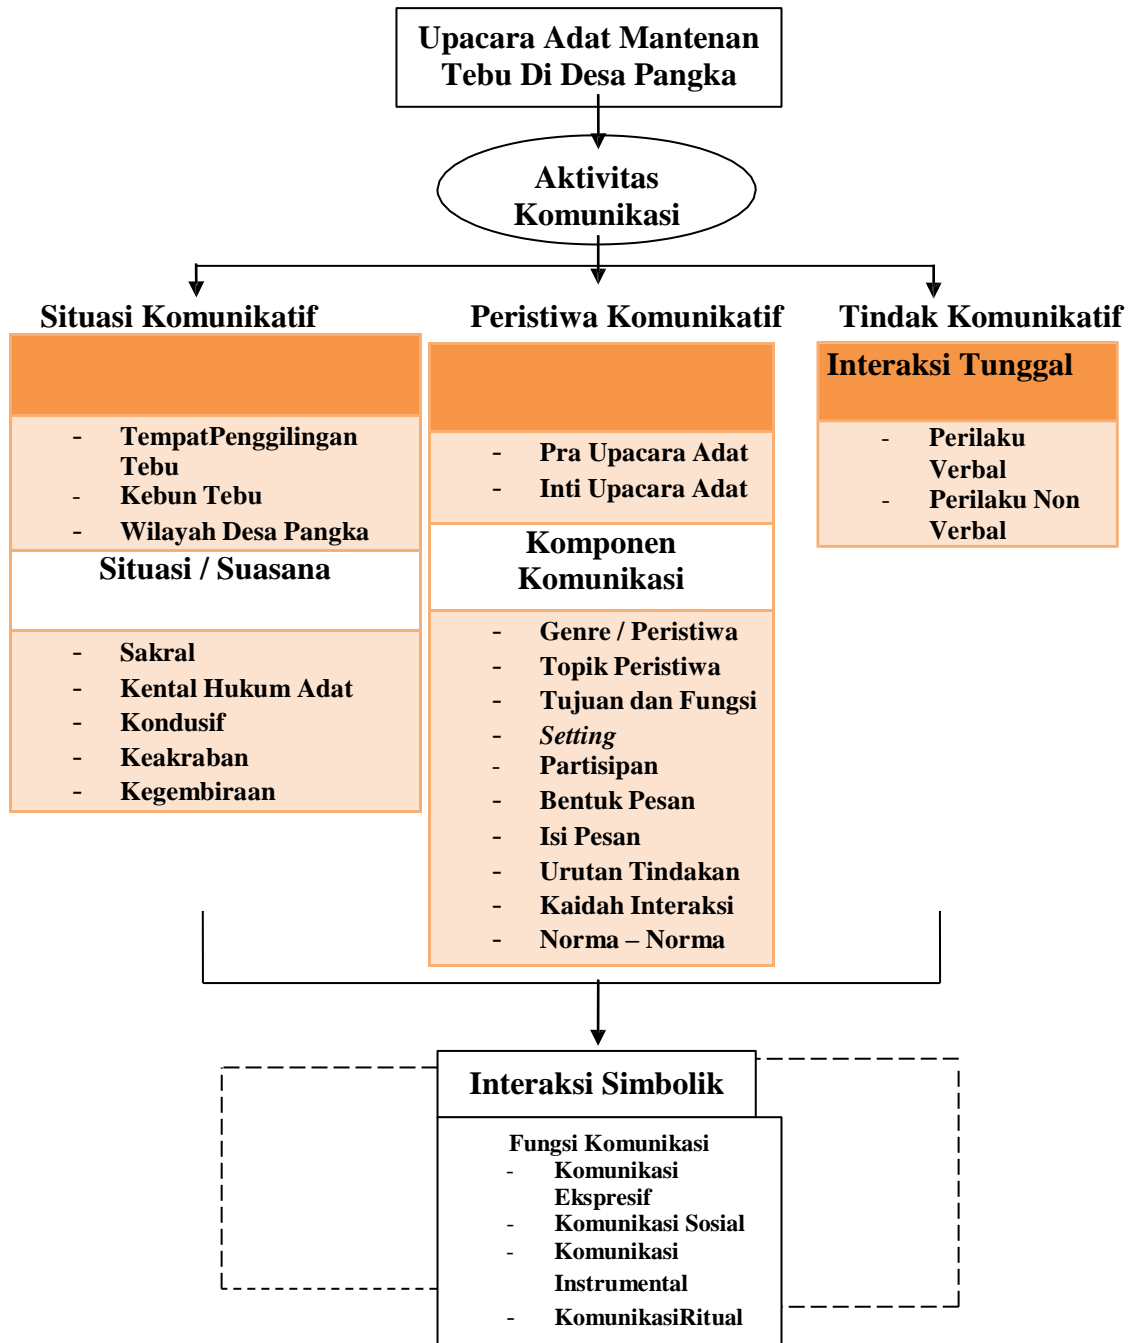 Upacara Adat Mantenan
Tebu Di Desa Pangka
Aktivitas
Komunikasi
Situasi Komunikatif
Peristiwa Komunikatif
Tindak Komunikatif
- TempatPenggilingan
Tebu
- Kebun Tebu
- Wilayah Desa Pangka
Situasi / Suasana
- Sakral
- Kental Hukum Adat
- Kondusif
- Keakraban
- Kegembiraan
- Pra Upacara Adat
- Inti Upacara Adat
Komponen
Komunikasi
- Genre / Peristiwa
- Topik Peristiwa
- Tujuan dan Fungsi
- Setting
- Partisipan
- Bentuk Pesan
- Isi Pesan
- Urutan Tindakan
- Kaidah Interaksi
- Norma – Norma
Interaksi Tunggal
- Perilaku
Verbal
- Perilaku Non
Verbal
Interaksi Simbolik
Fungsi Komunikasi
- Komunikasi
Ekspresif
- Komunikasi Sosial
- Komunikasi
Instrumental
- KomunikasiRitual